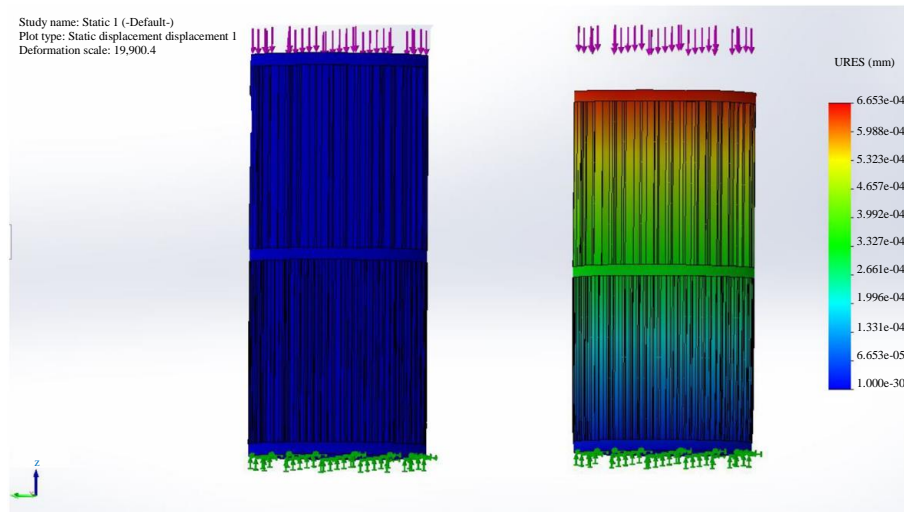 Study name: Static 1 (-Default-)
Plot type: Static displacement displacement 1
Deformation scale: 19,900.4
URES (mm)
6.653e-04
5.988e-04
5.323e-04
4.657e-04
3.992e-04
3.327e-04
2.661e-04
1.996e-04
1.331e-04
6.653e-05
1.000e-30
Z